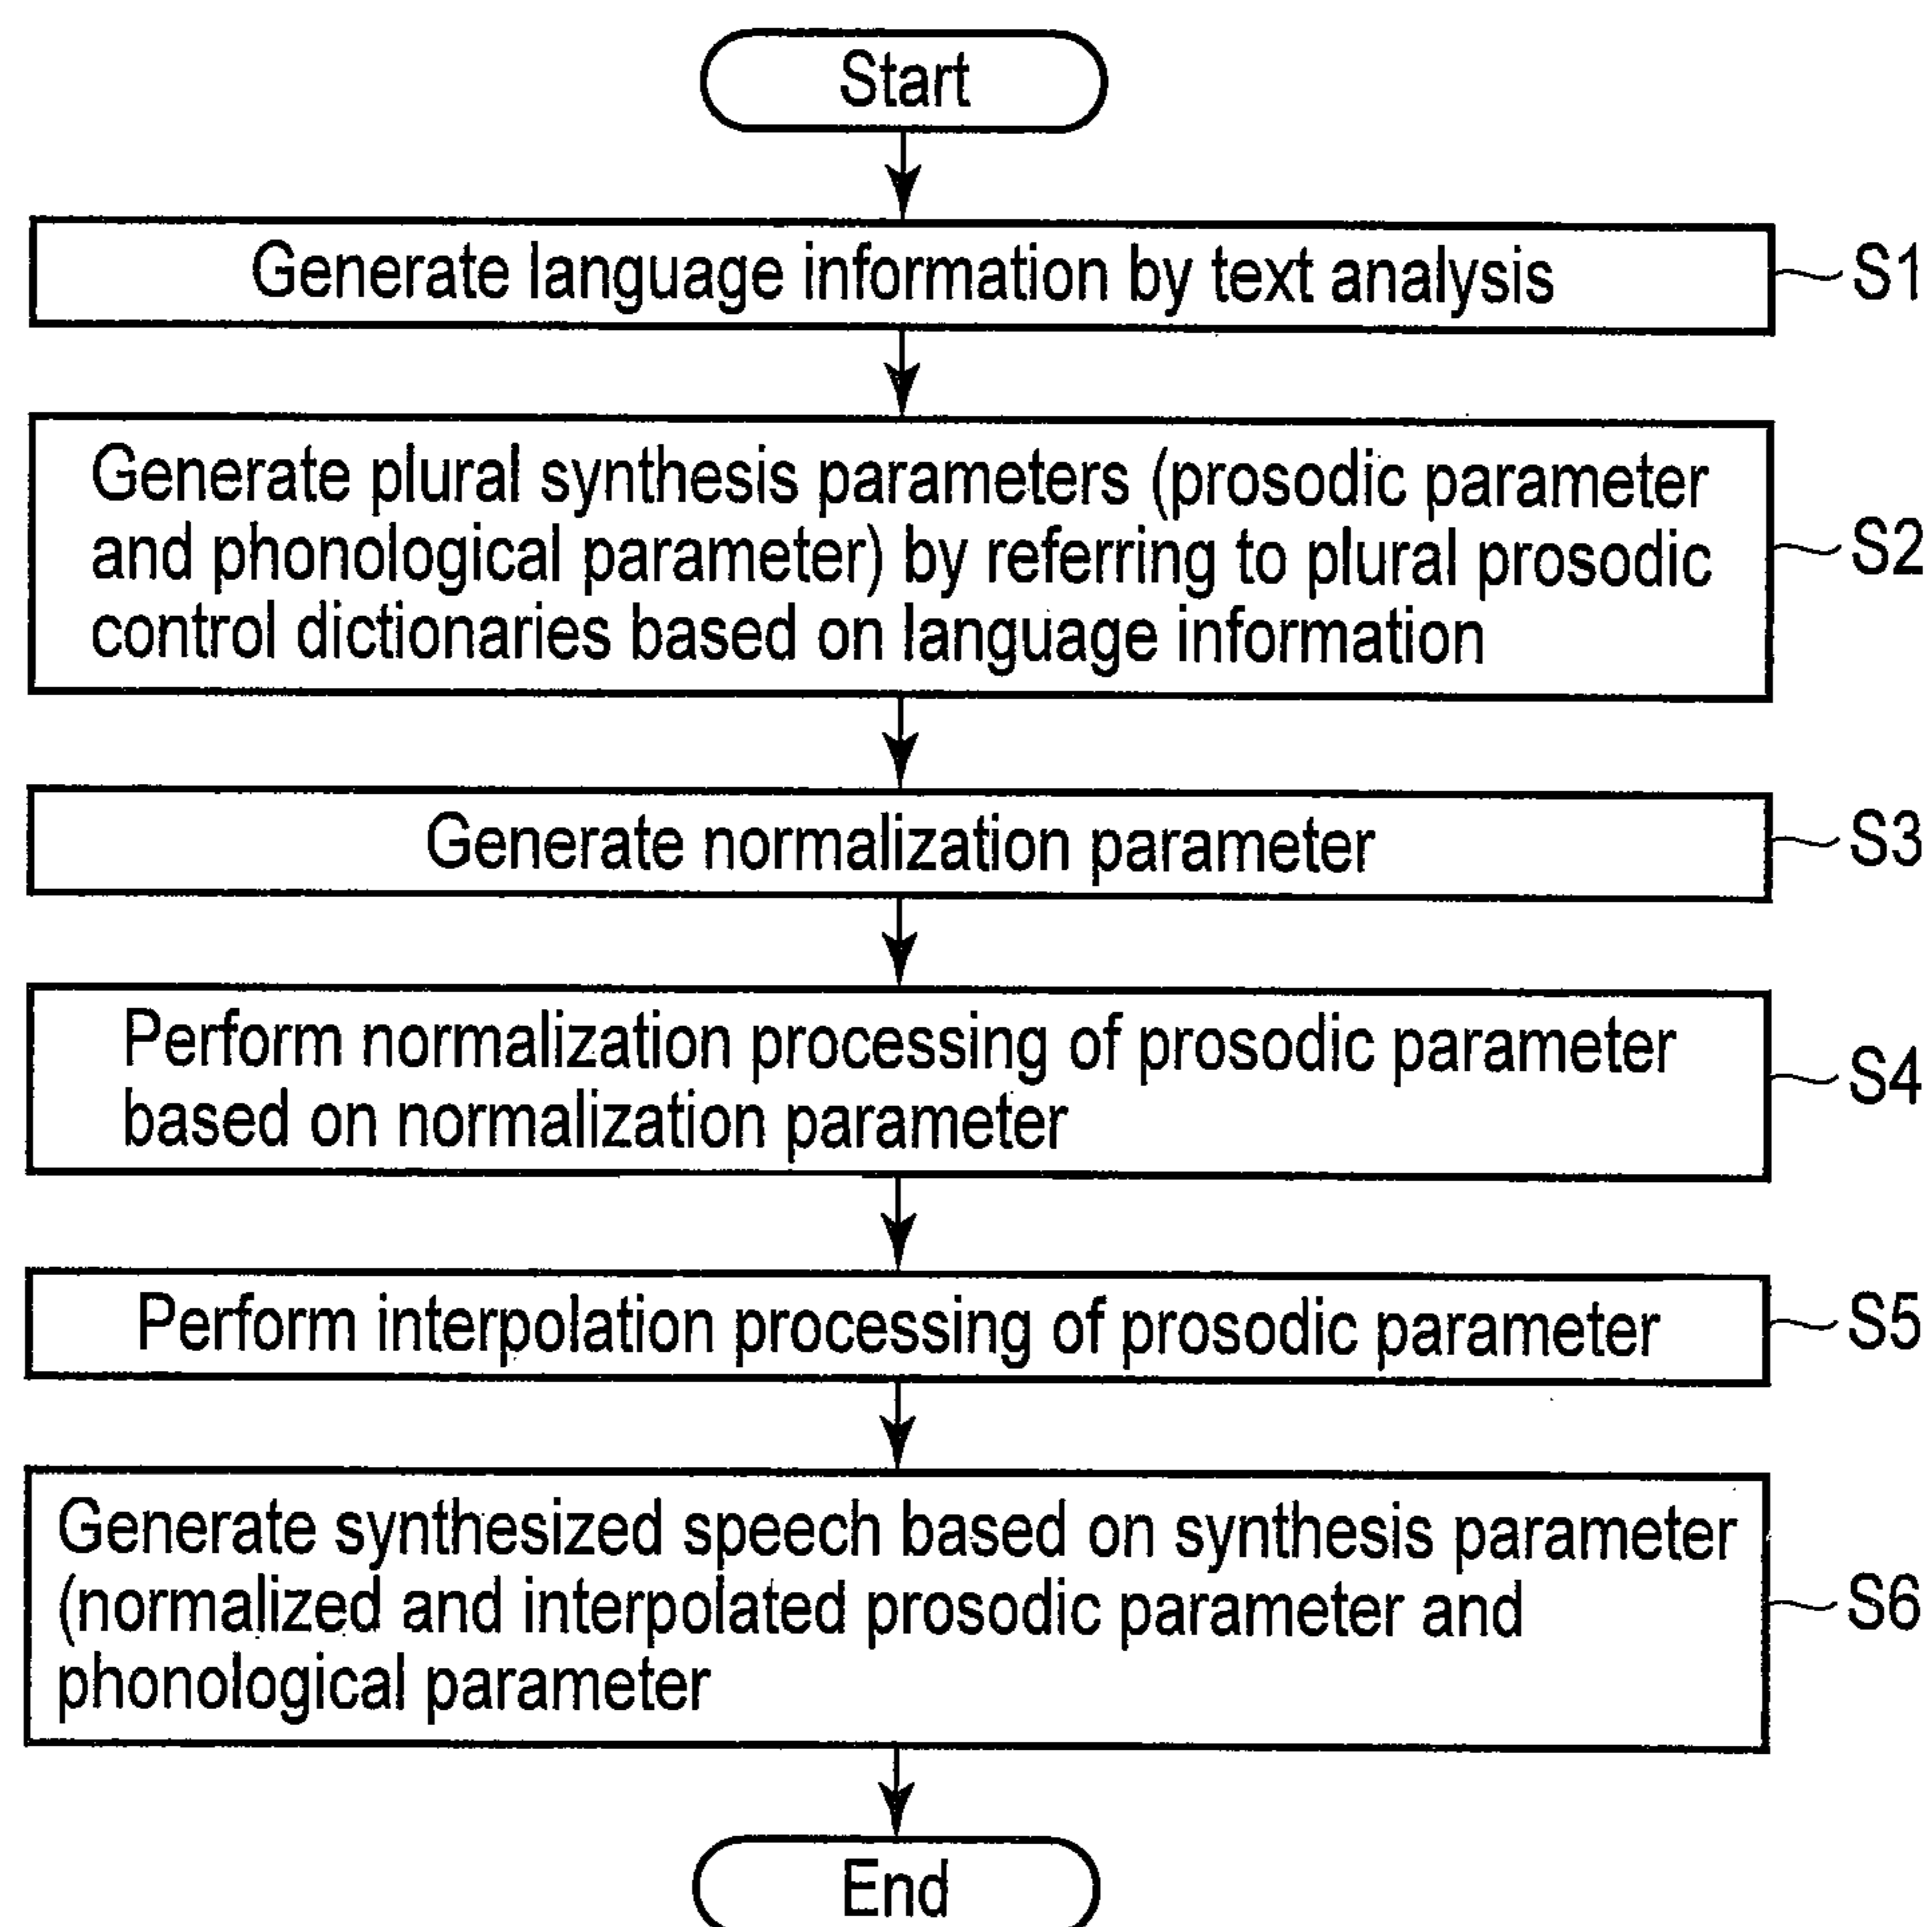 Start
Generate language information by text analysis
S1
Generate plural synthesis parameters (prosodic parameter
and phonological parameter) by referring to plural prosodic
control dictionaries based on language information
S2
Generate normalization parameter
S3
Perform normalization processing of prosodic parameter
based on normalization parameter
S4
Perform interpolation processing of prosodic parameter
S5
Generate synthesized speech based on synthesis parameter
(normalized and interpolated prosodic parameter and
phonological parameter
S6
End